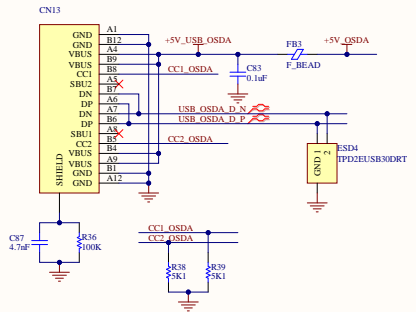 CN13
GND A1
GND B12
VBUS A4
VBUS B9
CC1 B8 CC1_OSDA
SBU2 A5
DN B7
DP A6
DN A7 USB_OSDA_D_N
DP B6 USB_OSDA_D_P
SBU1 A8
CC2 B5 CC2_OSDA
VBUS B4
VBUS A9
GND B1
GND A12
SHIELD
+5V_USB_OSDA
C83
0.1uF
FB3
F_BEAD
+5V_OSDA
GND 1 2
ESD4
TPD2EUSB30DRT
C87
4.7nF
R36
100K
CC1_OSDA
CC2_OSDA
R38
5K1
R39
5K1